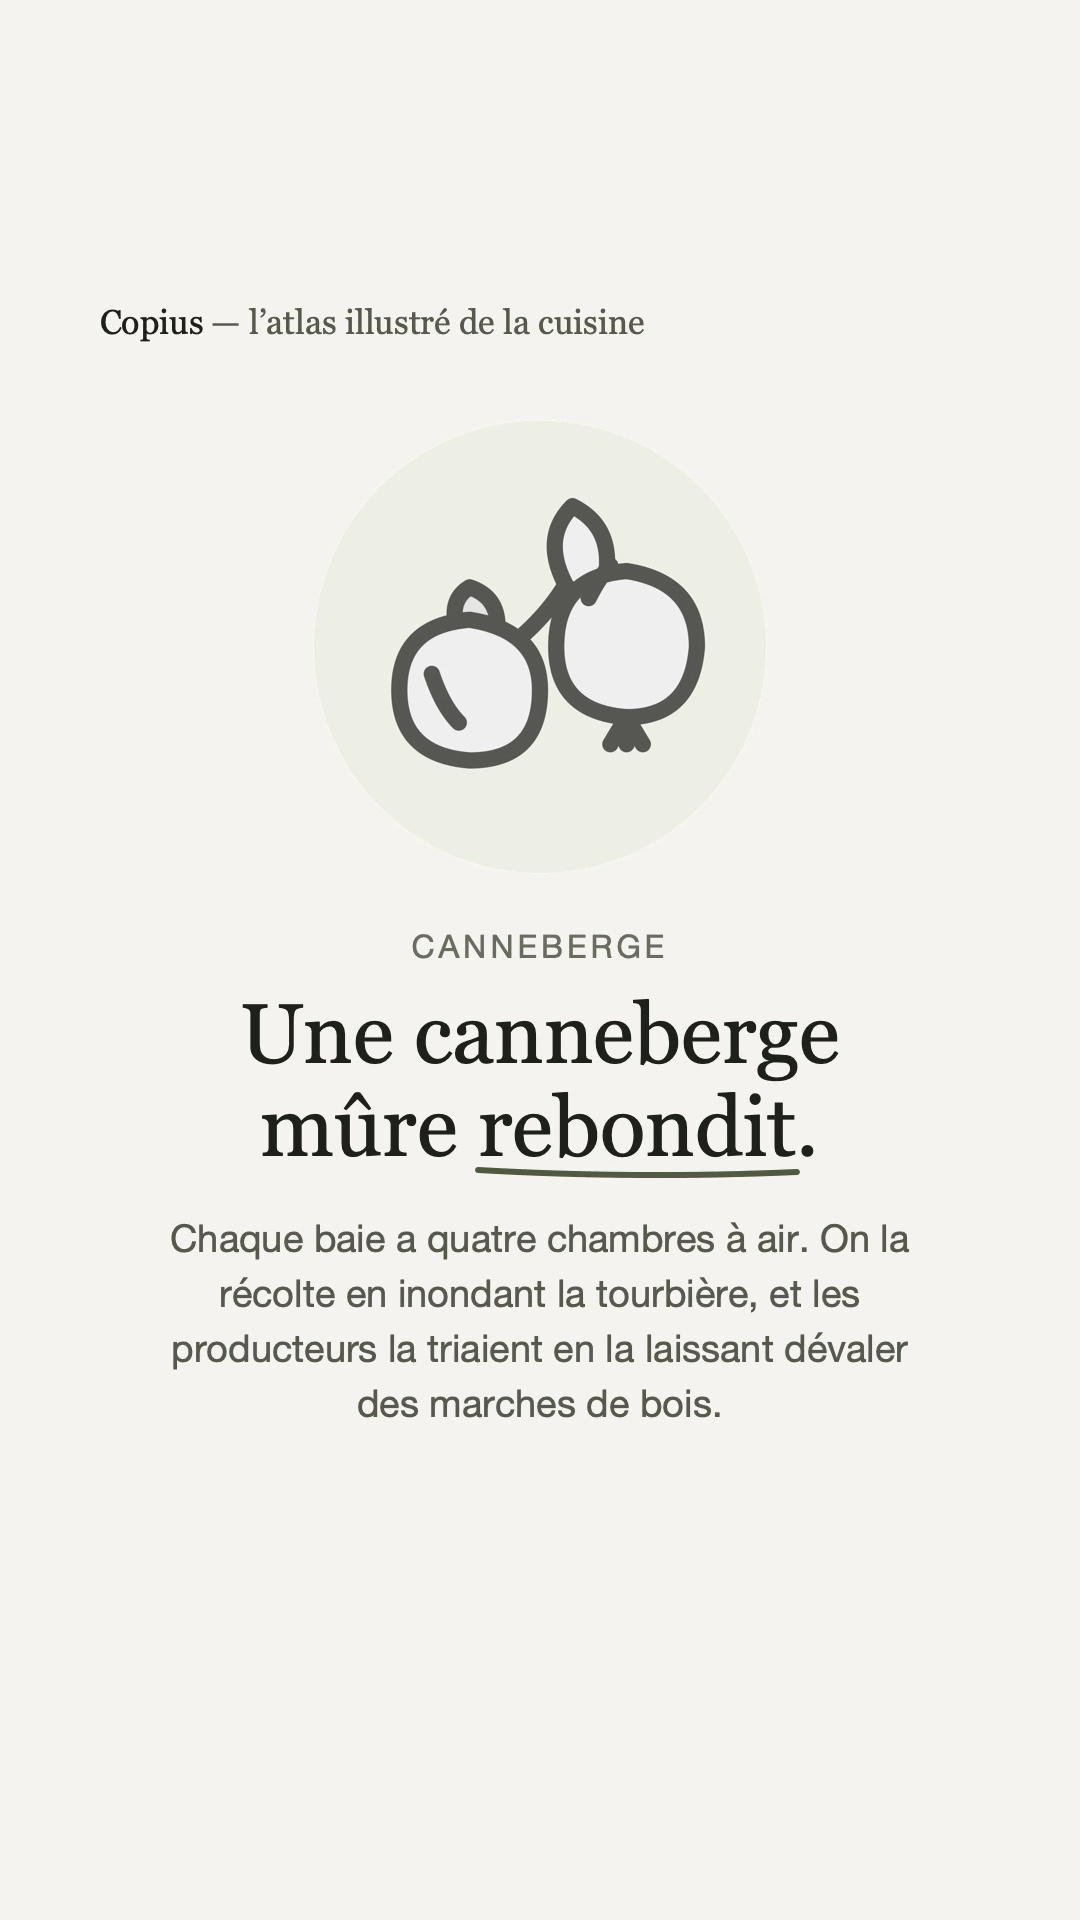 Copius — l’atlas illustré de la cuisine
CANNEBERGE
Une canneberge
mûre rebondit.
Chaque baie a quatre chambres à air. On la
récolte en inondant la tourbière, et les
producteurs la triaient en la laissant dévaler
des marches de bois.